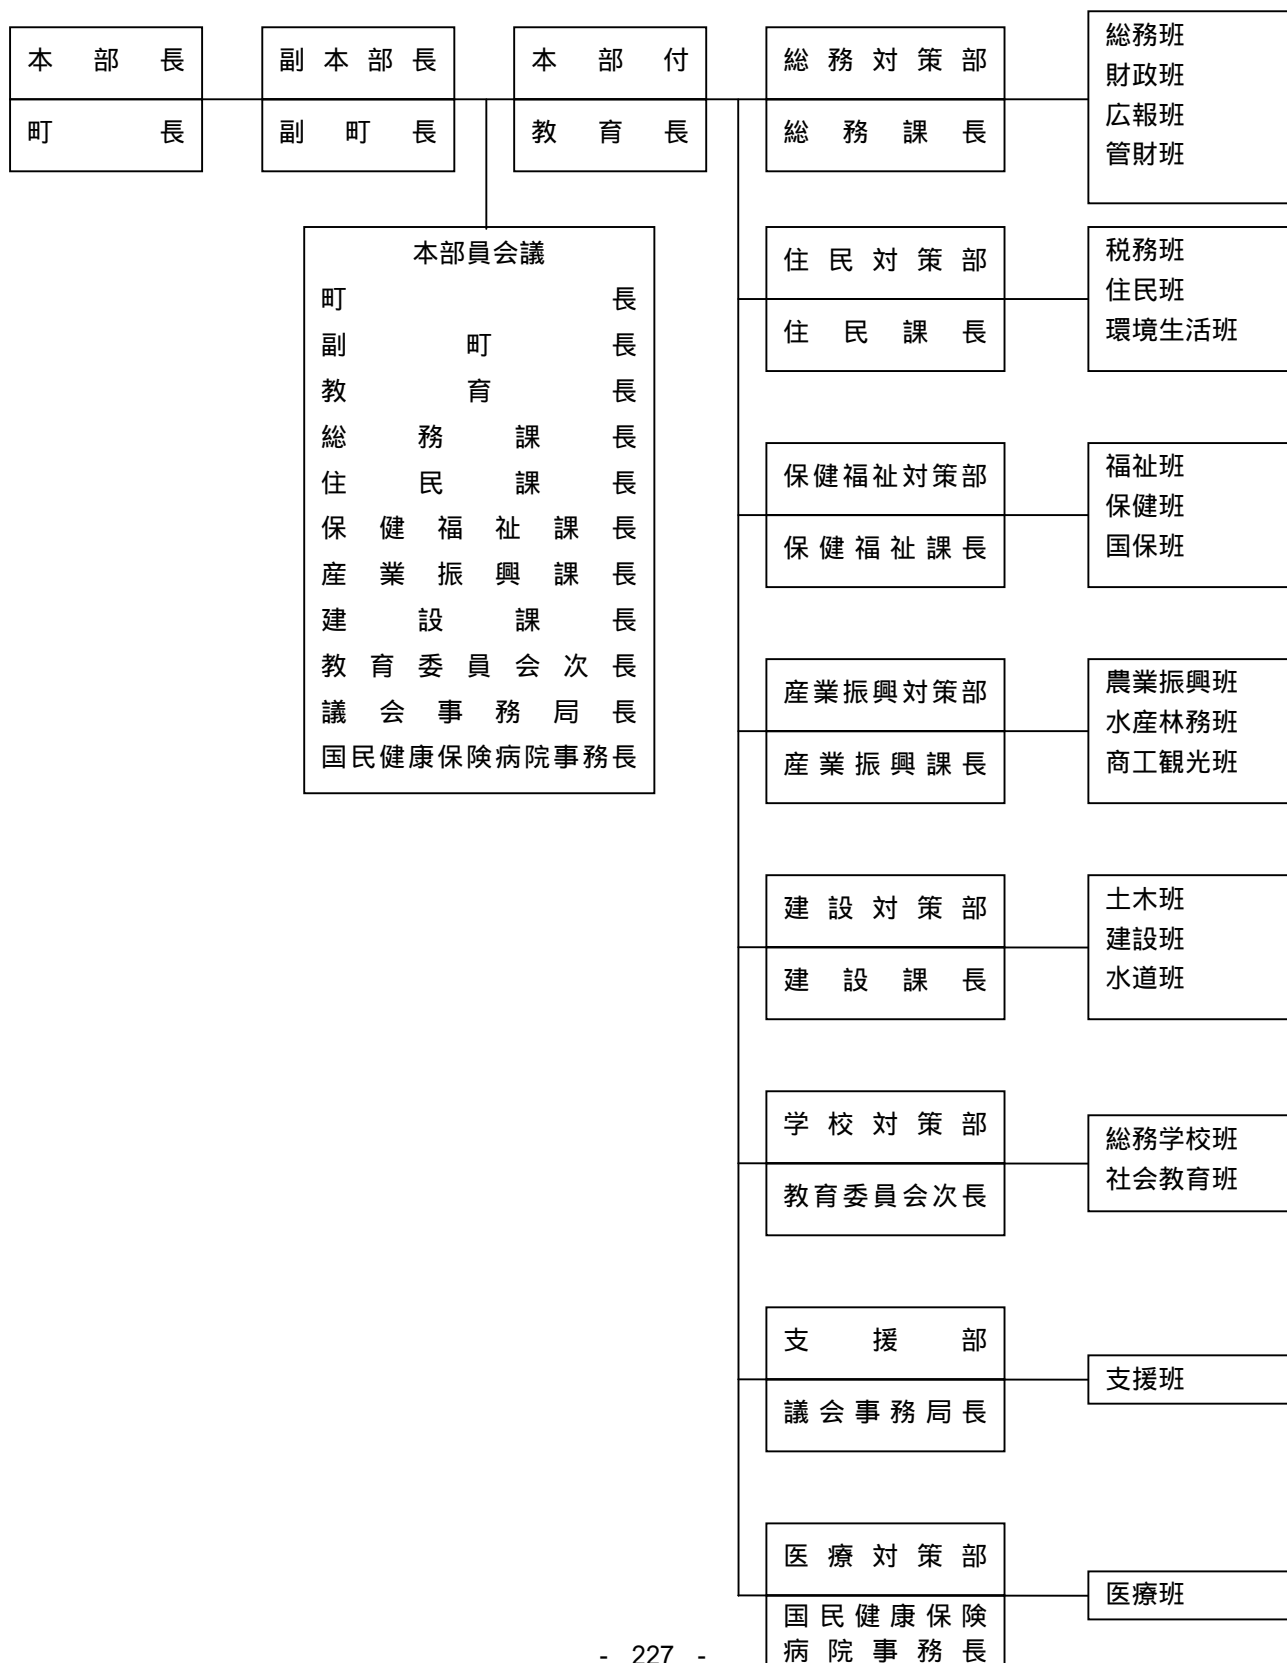 本部長
町長
副本部長
副町長
本部付
教育長
本部員会議
町長
副町長
教育長
総務課長
住民課長
保健福祉課長
産業振興課長
建設課長
教育委員会次長
議会事務局長
国民健康保険病院事務長
総務対策部
総務課長
総務班
財政班
広報班
管財班
住民対策部
住民課長
税務班
住民班
環境生活班
保健福祉対策部
保健福祉課長
福祉班
保健班
国保班
産業振興対策部
産業振興課長
農業振興班
水産林務班
商工観光班
建設対策部
建設課長
土木班
建設班
水道班
学校対策部
教育委員会次長
総務学校班
社会教育班
支援部
議会事務局長
支援班
医療対策部
国民健康保険
病院事務長
医療班
- 227 -